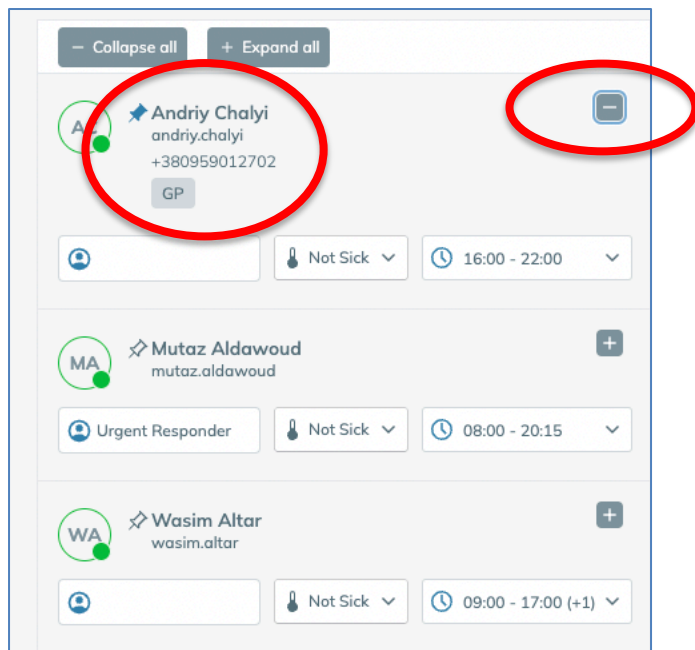 − Collapse all + Expand all
Andriy Chalyi
andriy.chalyi
+380959012702
GP
Not Sick 16:00 - 22:00
MA Mutaz Aldawoud
mutaz.aldawoud
Urgent Responder Not Sick 08:00 - 20:15
WA Wasim Altar
wasim.altar
Not Sick 09:00 - 17:00 (+1)